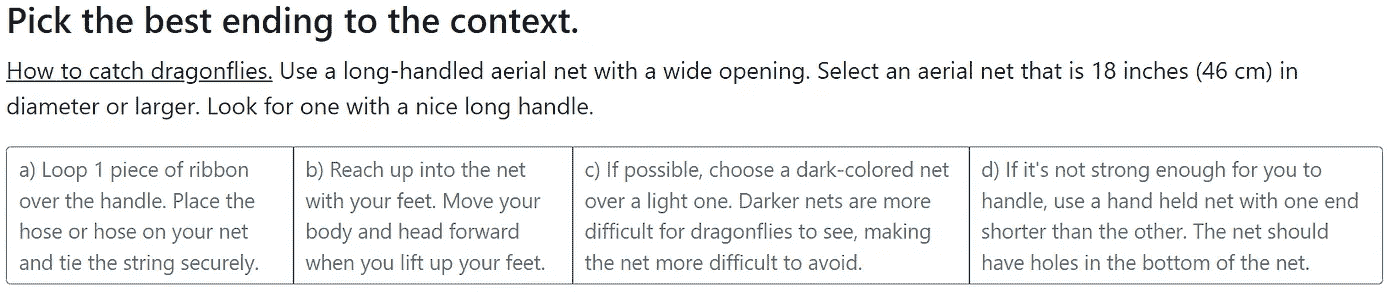 Pick the best ending to the context.
How to catch dragonflies. Use a long-handled aerial net with a wide opening. Select an aerial net that is 18 inches (46 cm) in
diameter or larger. Look for one with a nice long handle.
a) Loop 1 piece of ribbon
over the handle. Place the
hose or hose on your net
and tie the string securely.
b) Reach up into the net
with your feet. Move your
body and head forward
when you lift up your feet.
c) If possible, choose a dark-colored net
over a light one. Darker nets are more
difficult for dragonflies to see, making
the net more difficult to avoid.
d) If it's not strong enough for you to
handle, use a hand held net with one end
shorter than the other. The net should
have holes in the bottom of the net.